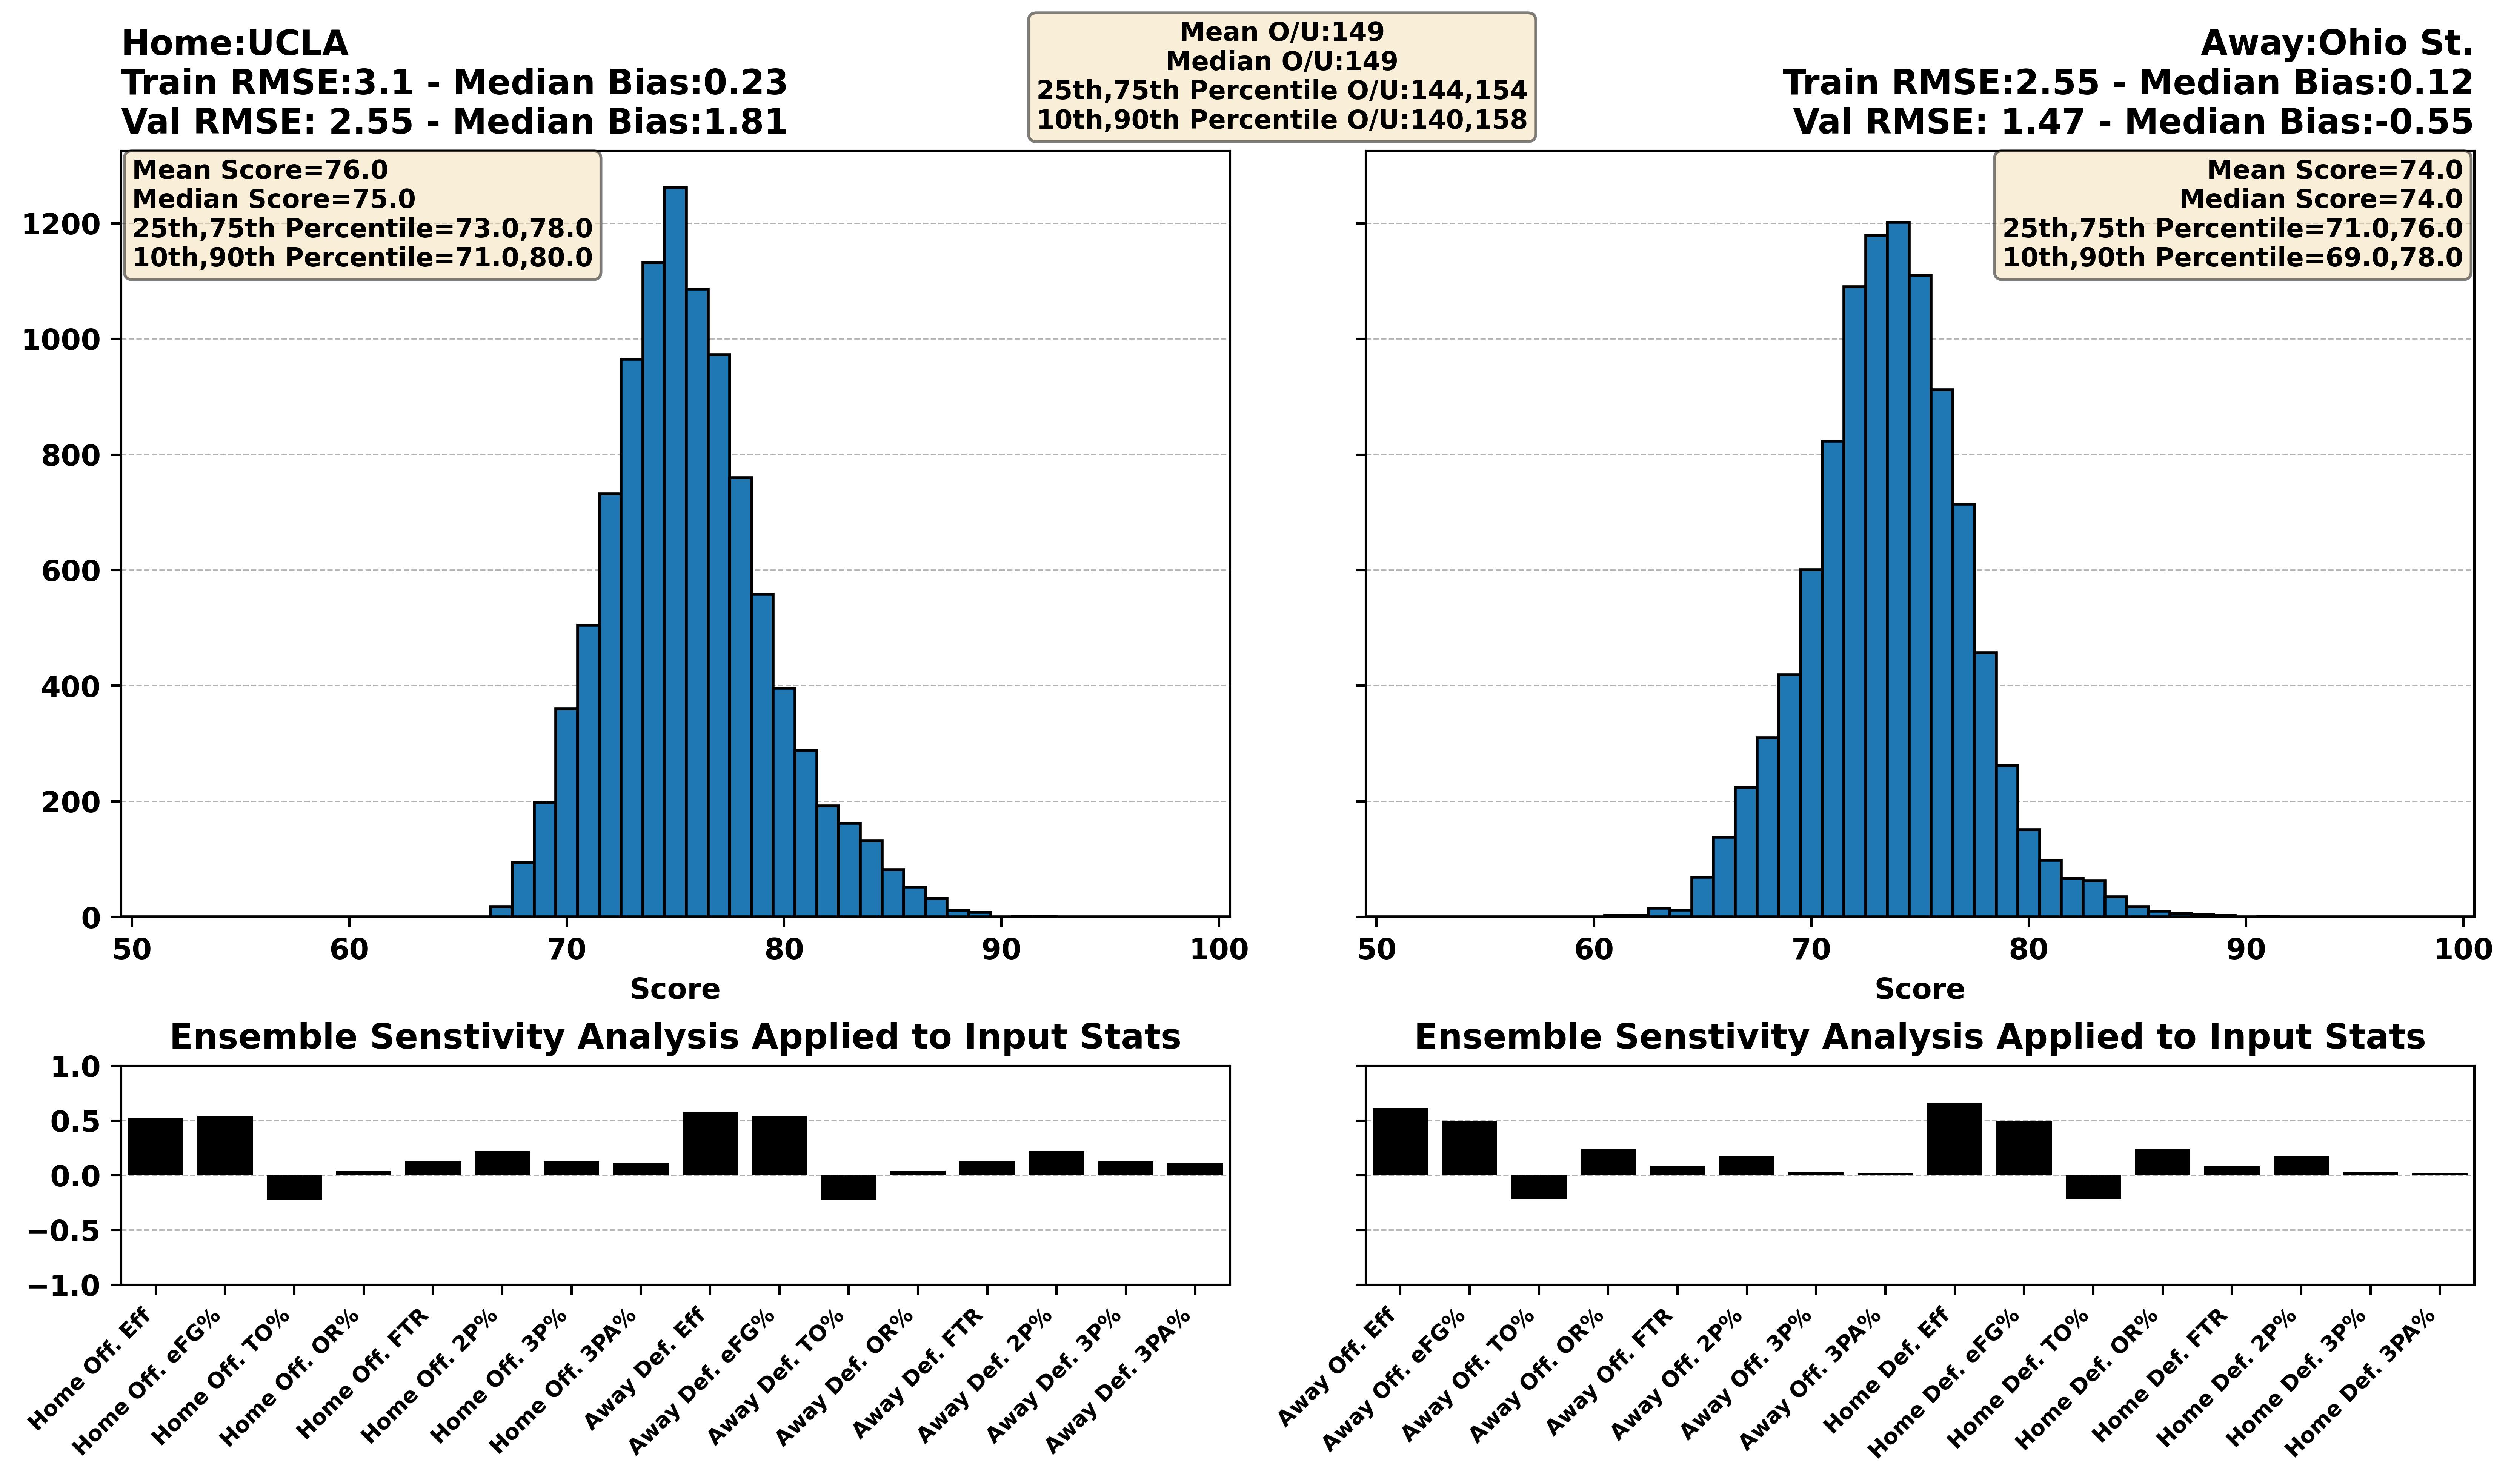 Mean O/U:149
Median O/U:149
25th,75th Percentile O/U:144,154
10th,90th Percentile O/U:140,158
Home:UCLA
Train RMSE:3.1 - Median Bias:0.23
Val RMSE: 2.55 - Median Bias:1.81
Away:Ohio St.
Train RMSE:2.55 - Median Bias:0.12
Val RMSE: 1.47 - Median Bias:-0.55
Mean Score=76.0
Median Score=75.0
25th,75th Percentile=73.0,78.0
10th,90th Percentile=71.0,80.0
Mean Score=74.0
Median Score=74.0
25th,75th Percentile=71.0,76.0
10th,90th Percentile=69.0,78.0
1200
1000
800
600
400
200
0
50 60 70 80 90 100
Score
50 60 70 80 90 100
Score
Ensemble Senstivity Analysis Applied to Input Stats
Ensemble Senstivity Analysis Applied to Input Stats
1.0
0.5
0.0
−0.5
−1.0
Home Off. Eff
Home Off. eFG%
Home Off. TO%
Home Off. OR%
Home Off. FTR
Home Off. 2P%
Home Off. 3P%
Home Off. 3PA%
Away Def. Eff
Away Def. eFG%
Away Def. TO%
Away Def. OR%
Away Def. FTR
Away Def. 2P%
Away Def. 3P%
Away Def. 3PA%
Away Off. Eff
Away Off. eFG%
Away Off. TO%
Away Off. OR%
Away Off. FTR
Away Off. 2P%
Away Off. 3P%
Away Off. 3PA%
Home Def. Eff
Home Def. eFG%
Home Def. TO%
Home Def. OR%
Home Def. FTR
Home Def. 2P%
Home Def. 3P%
Home Def. 3PA%